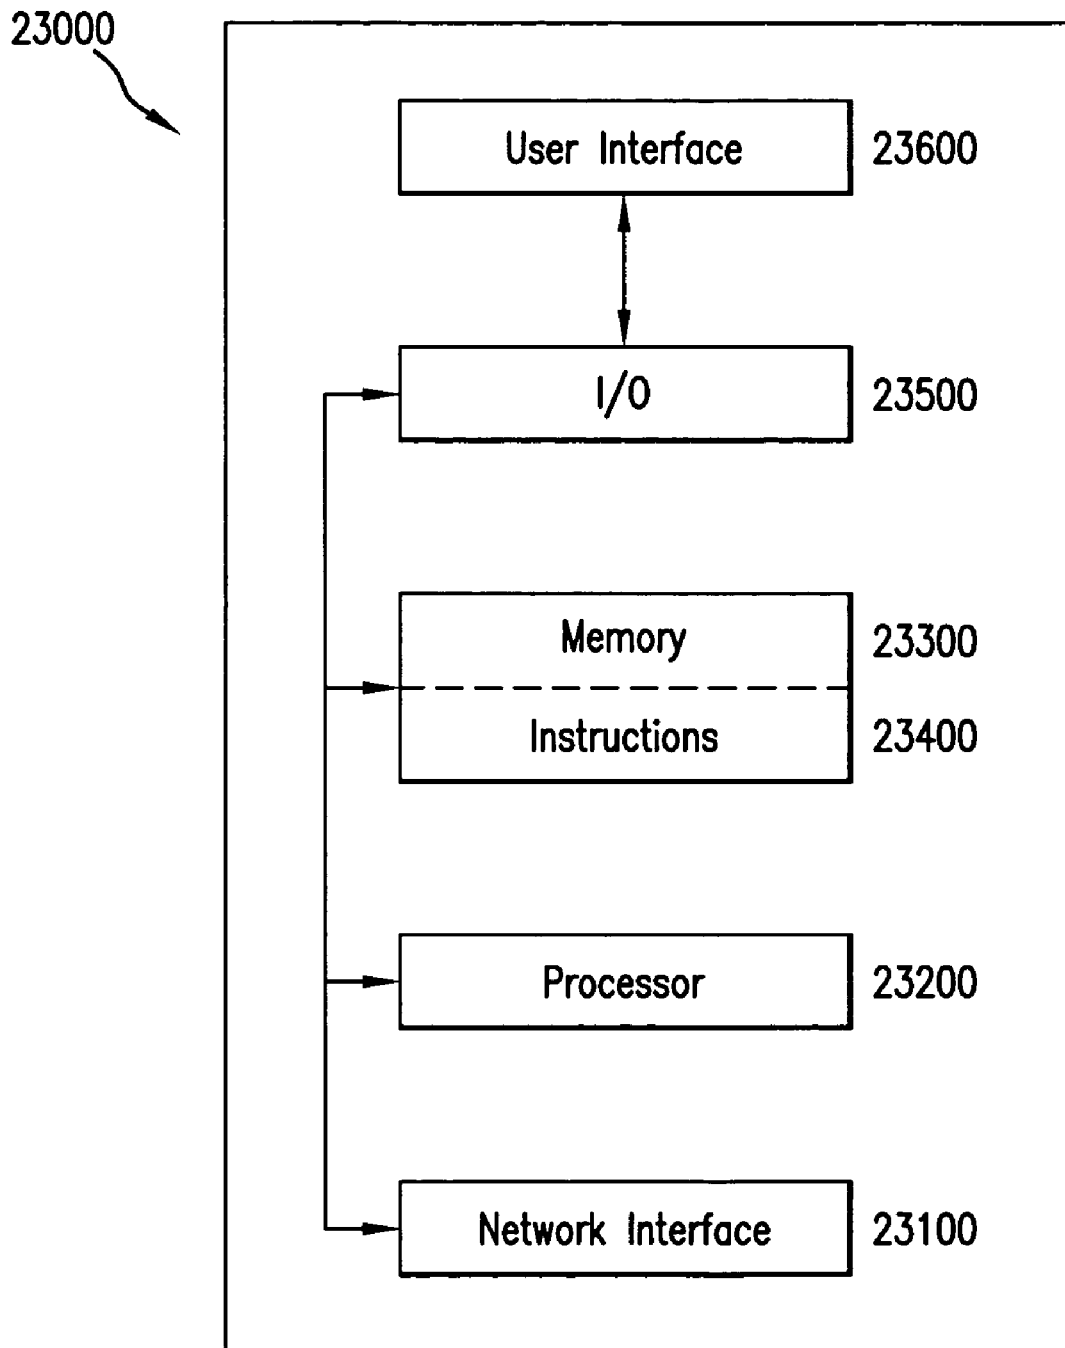 23000
User Interface 23600
I/O 23500
Memory 23300
Instructions 23400
Processor 23200
Network Interface 23100